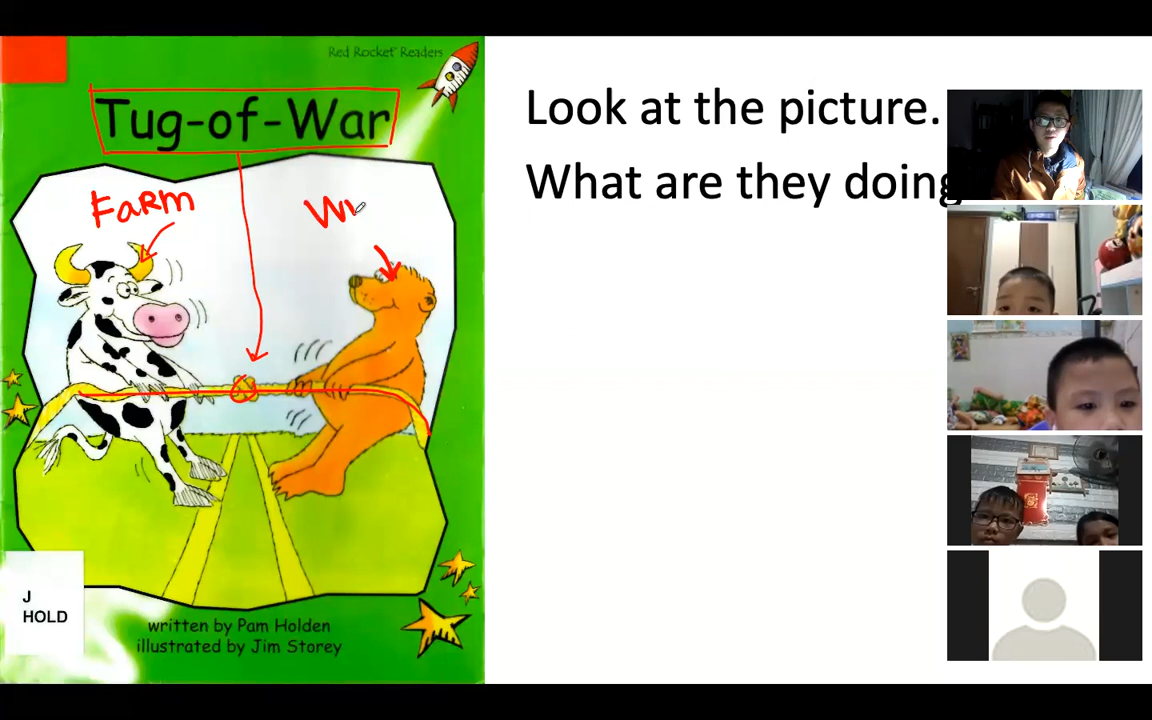 Red Rocket Readers
Tug-of-War
FaRM
Look at the picture.
What are they doing
J
HOLD
written by Pam Holden
illustrated by Jim Storey